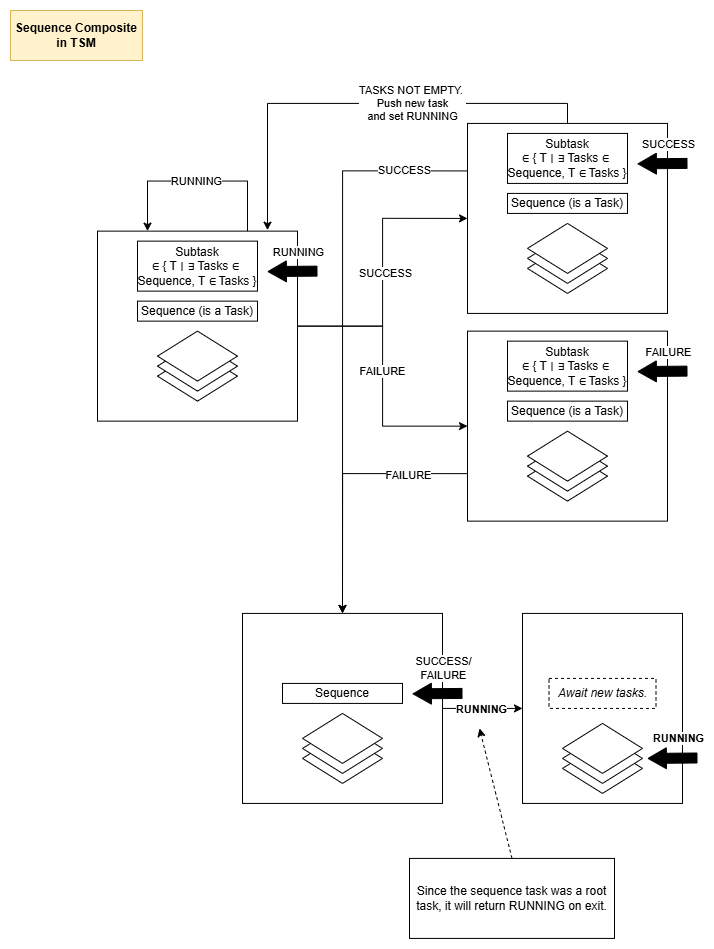 Sequence Composite
in TSM
TASKS NOT EMPTY.
Push new task
and set RUNNING
Subtask
∈ { T | ∃ Tasks ∈
Sequence, T ∈ Tasks }
SUCCESS
Sequence (is a Task)
SUCCESS
RUNNING
Subtask
∈ { T | ∃ Tasks ∈
Sequence, T ∈ Tasks }
RUNNING
Sequence (is a Task)
SUCCESS
FAILURE
Subtask
∈ { T | ∃ Tasks ∈
Sequence, T ∈ Tasks }
FAILURE
Sequence (is a Task)
FAILURE
Sequence
SUCCESS/
FAILURE
RUNNING
Await new tasks.
RUNNING
Since the sequence task was a root
task, it will return RUNNING on exit.